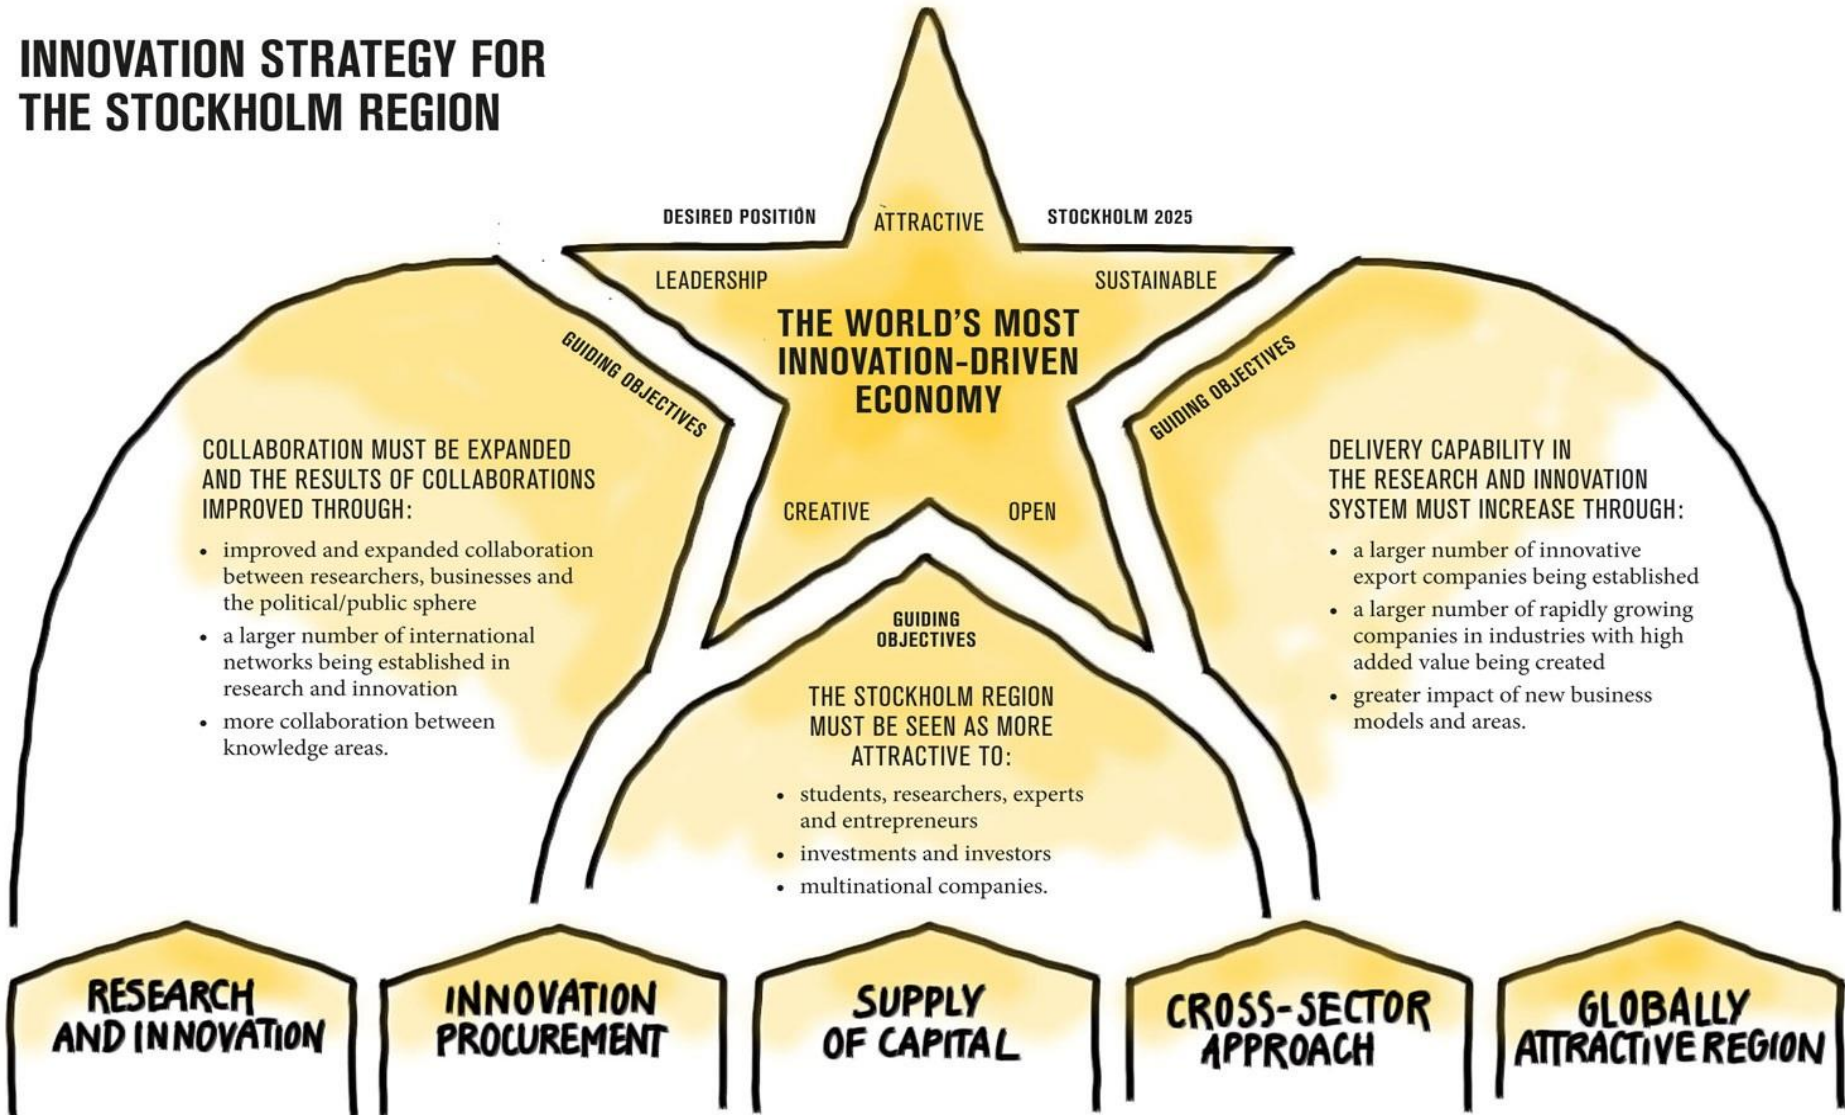 INNOVATION STRATEGY FOR
THE STOCKHOLM REGION
DESIRED POSITION
STOCKHOLM 2025
ATTRACTIVE
LEADERSHIP
SUSTAINABLE
THE WORLD'S MOST
INNOVATION-DRIVEN
ECONOMY
CREATIVE
OPEN
GUIDING OBJECTIVES
COLLABORATION MUST BE EXPANDED
AND THE RESULTS OF COLLABORATIONS
IMPROVED THROUGH:
• improved and expanded collaboration
between researchers, businesses and
the political/public sphere
• a larger number of international
networks being established in
research and innovation
• more collaboration between
knowledge areas.
GUIDING
OBJECTIVES
THE STOCKHOLM REGION
MUST BE SEEN AS MORE
ATTRACTIVE TO:
• students, researchers, experts
and entrepreneurs
• investments and investors
• multinational companies.
GUIDING OBJECTIVES
DELIVERY CAPABILITY IN
THE RESEARCH AND INNOVATION
SYSTEM MUST INCREASE THROUGH:
• a larger number of innovative
export companies being established
• a larger number of rapidly growing
companies in industries with high
added value being created
• greater impact of new business
models and areas.
RESEARCH
AND INNOVATION
INNOVATION
PROCUREMENT
SUPPLY
OF CAPITAL
CROSS-SECTOR
APPROACH
GLOBALLY
ATTRACTIVE REGION